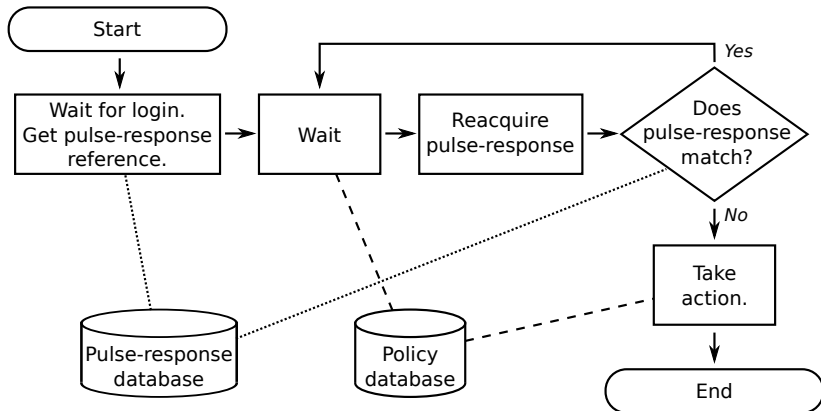 Start
Wait for login.
Get pulse-response
reference.
Wait
Reacquire
pulse-response
Yes
Does
pulse-response
match?
No
Take
action.
Pulse-response
database
Policy
database
End